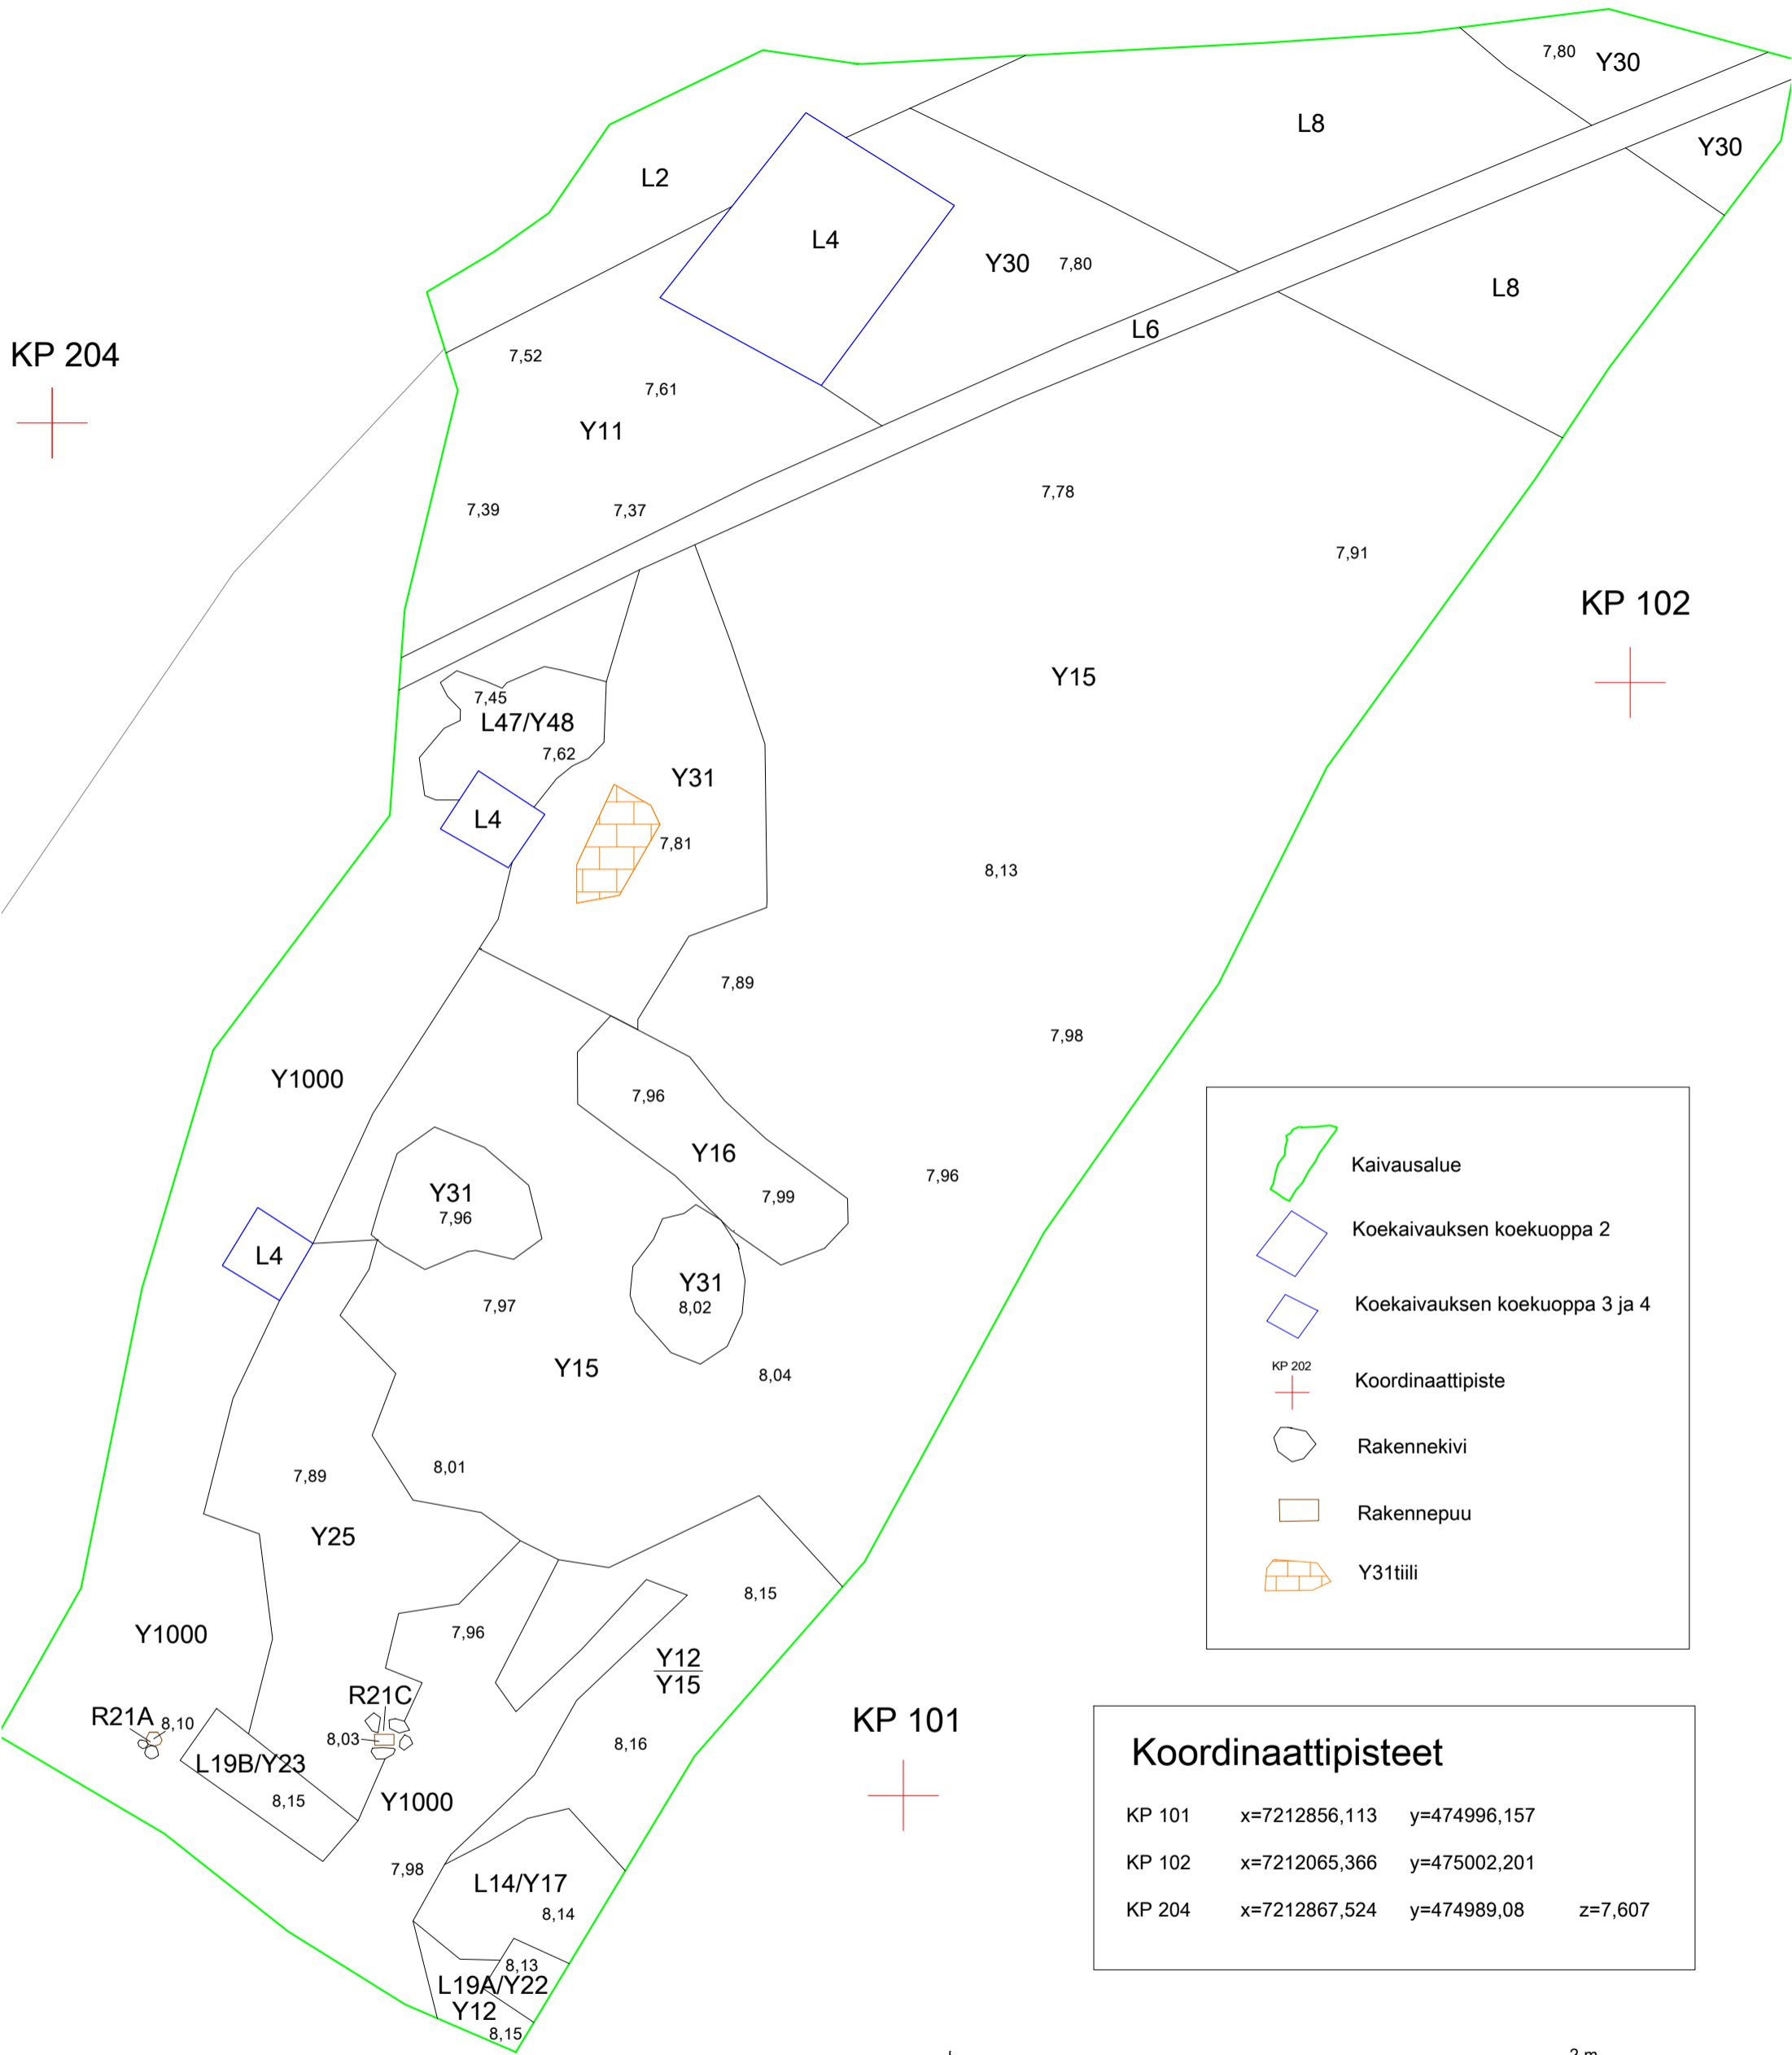 7,80 Y30
L8
Y30
L2
L4
Y30 7,80
L8
L6
KP 204
7,52
7,61
Y11
7,39
7,37
7,78
7,91
KP 102
Y15
7,45
L47/Y48
7,62
Y31
L4
7,81
8,13
7,89
7,98
Y1000
7,96
Y16
7,99
7,96
Y31
7,96
L4
Y31
8,02
7,97
Y15
8,04
8,01
7,89
Y25
8,15
7,96
Y1000
Y12
Y15
R21C
R21A 8,10
8,03
8,16
L19B/Y23
8,15
Y1000
7,98
L14/Y17
8,14
8,13
L19A/Y22
Y12
8,15
KP 101
Kaivausalue
Koekaivauksen koekuoppa 2
Koekaivauksen koekuoppa 3 ja 4
KP 202
Koordinaattipiste
Rakennekivi
Rakennepuu
Y31tiili
Koordinaattipisteet
KP 101 x=7212856,113 y=474996,157
KP 102 x=7212065,366 y=475002,201
KP 204 x=7212867,524 y=474989,08 z=7,607
2 m